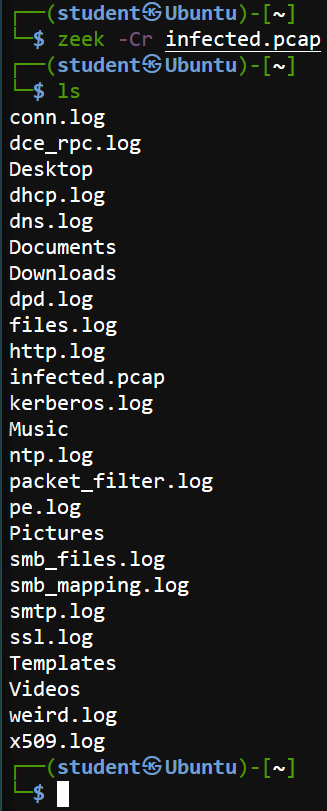 ┌──(student㉿Ubuntu)-[~]
└─$ zeek -Cr infected.pcap
┌──(student㉿Ubuntu)-[~]
└─$ ls
conn.log
dce_rpc.log
Desktop
dhcp.log
dns.log
Documents
Downloads
dpd.log
files.log
http.log
infected.pcap
kerberos.log
Music
ntp.log
packet_filter.log
pe.log
Pictures
smb_files.log
smb_mapping.log
smtp.log
ssl.log
Templates
Videos
weird.log
x509.log
┌──(student㉿Ubuntu)-[~]
└─$